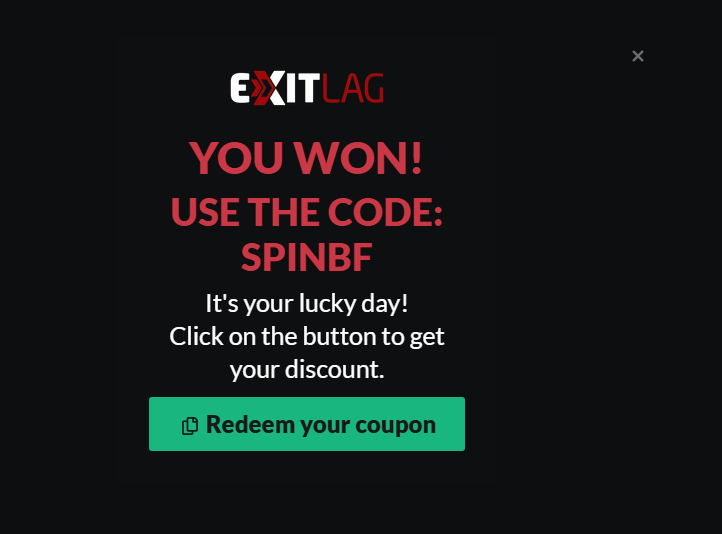 EXITLAG
YOU WON!
USE THE CODE:
SPINBF
It's your lucky day!
Click on the button to get
your discount.
Redeem your coupon